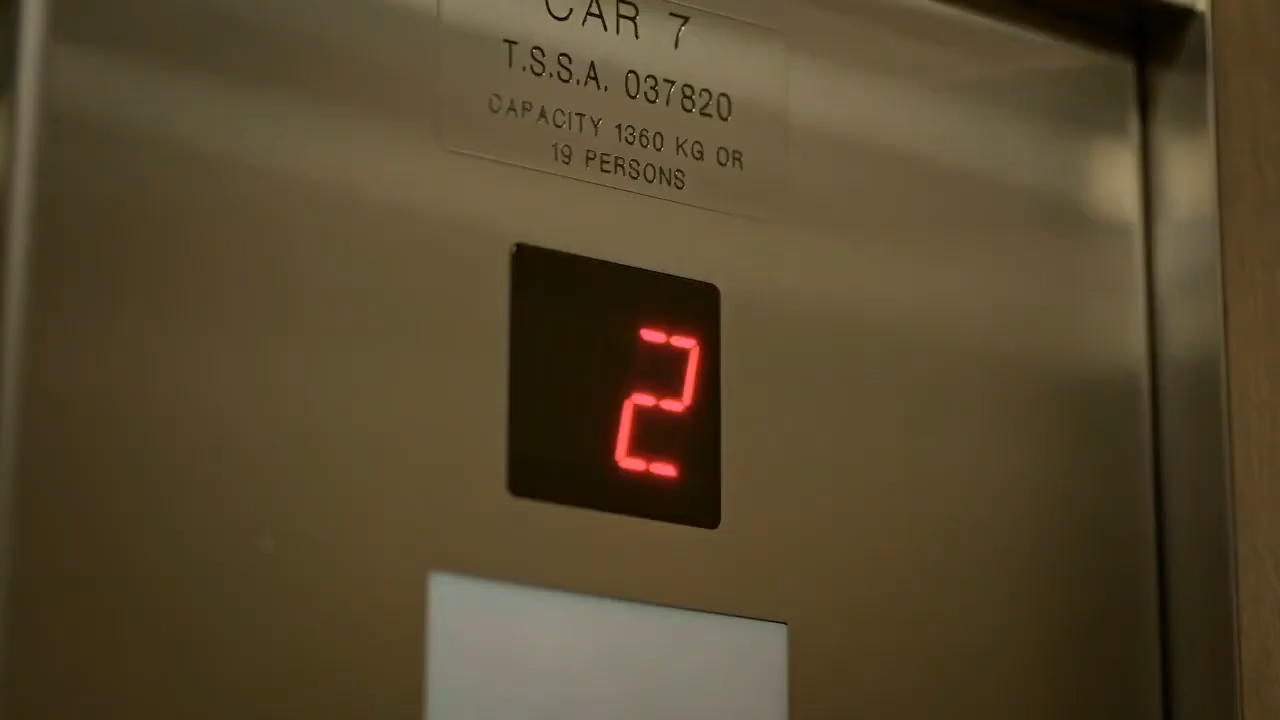 CAR 7
T.S.S.A. 037820
CAPACITY 1360 KG OR
19 PERSONS
2